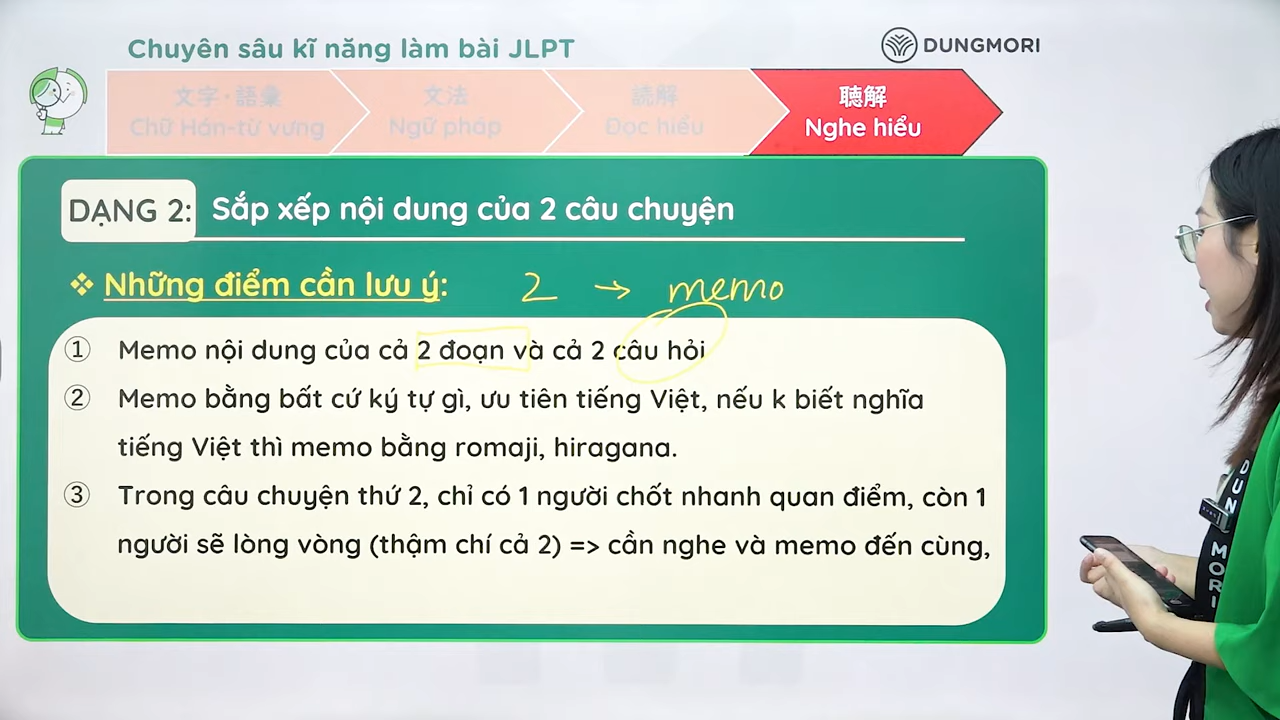 Chuyên sâu kĩ năng làm bài JLPT
DUNGMORI
文字・語彙
Chữ Hán-từ vựng
文法
Ngữ pháp
読解
Đọc hiểu
聴解
Nghe hiểu
DẠNG 2: Sắp xếp nội dung của 2 câu chuyện
❖ Những điểm cần lưu ý: 2 → memo
① Memo nội dung của cả 2 đoạn và cả 2 câu hỏi
② Memo bằng bất cứ ký tự gì, ưu tiên tiếng Việt, nếu k biết nghĩa
tiếng Việt thì memo bằng romaji, hiragana.
③ Trong câu chuyện thứ 2, chỉ có 1 người chốt nhanh quan điểm, còn 1
người sẽ lòng vòng (thậm chí cả 2) => cần nghe và memo đến cùng,
DUN MORI